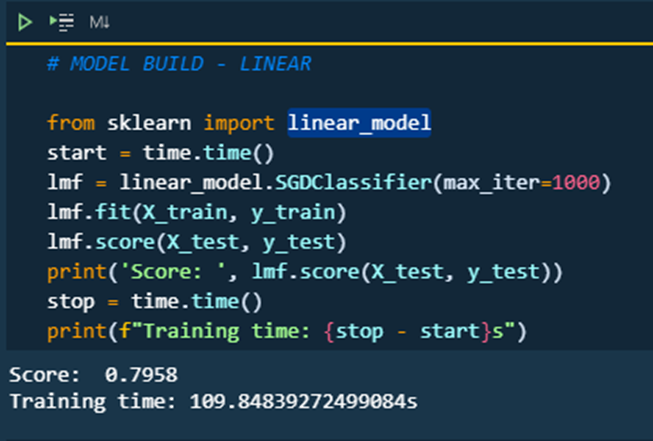 M↓
# MODEL BUILD - LINEAR
from sklearn import linear_model
start = time.time()
lmf = linear_model.SGDClassifier(max_iter=1000)
lmf.fit(X_train, y_train)
lmf.score(X_test, y_test)
print('Score: ', lmf.score(X_test, y_test))
stop = time.time()
print(f"Training time: {stop - start}s")
Score:  0.7958
Training time: 109.84839272499084s